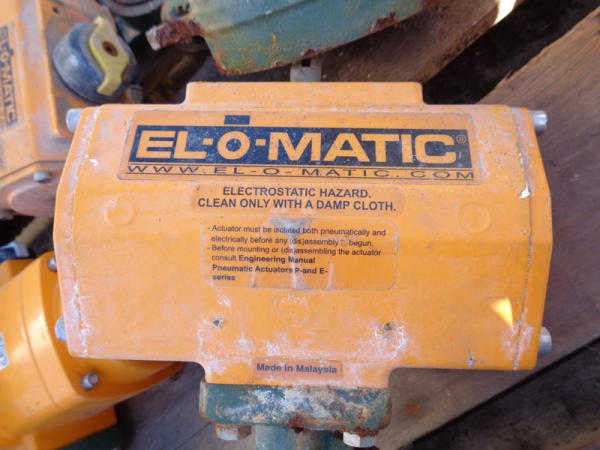 EL-O-MATIC
EL-O-MATIC®
WWW.EL-O-MATIC.COM
ELECTROSTATIC HAZARD.
CLEAN ONLY WITH A DAMP CLOTH.
- Actuator must be isolated both pneumatically and
electrically before any (dis)assembly is begun.
- Before mounting or (dis)assembling the actuator
consult Engineering Manual
Pneumatic Actuators P-and E-
series
Made in Malaysia